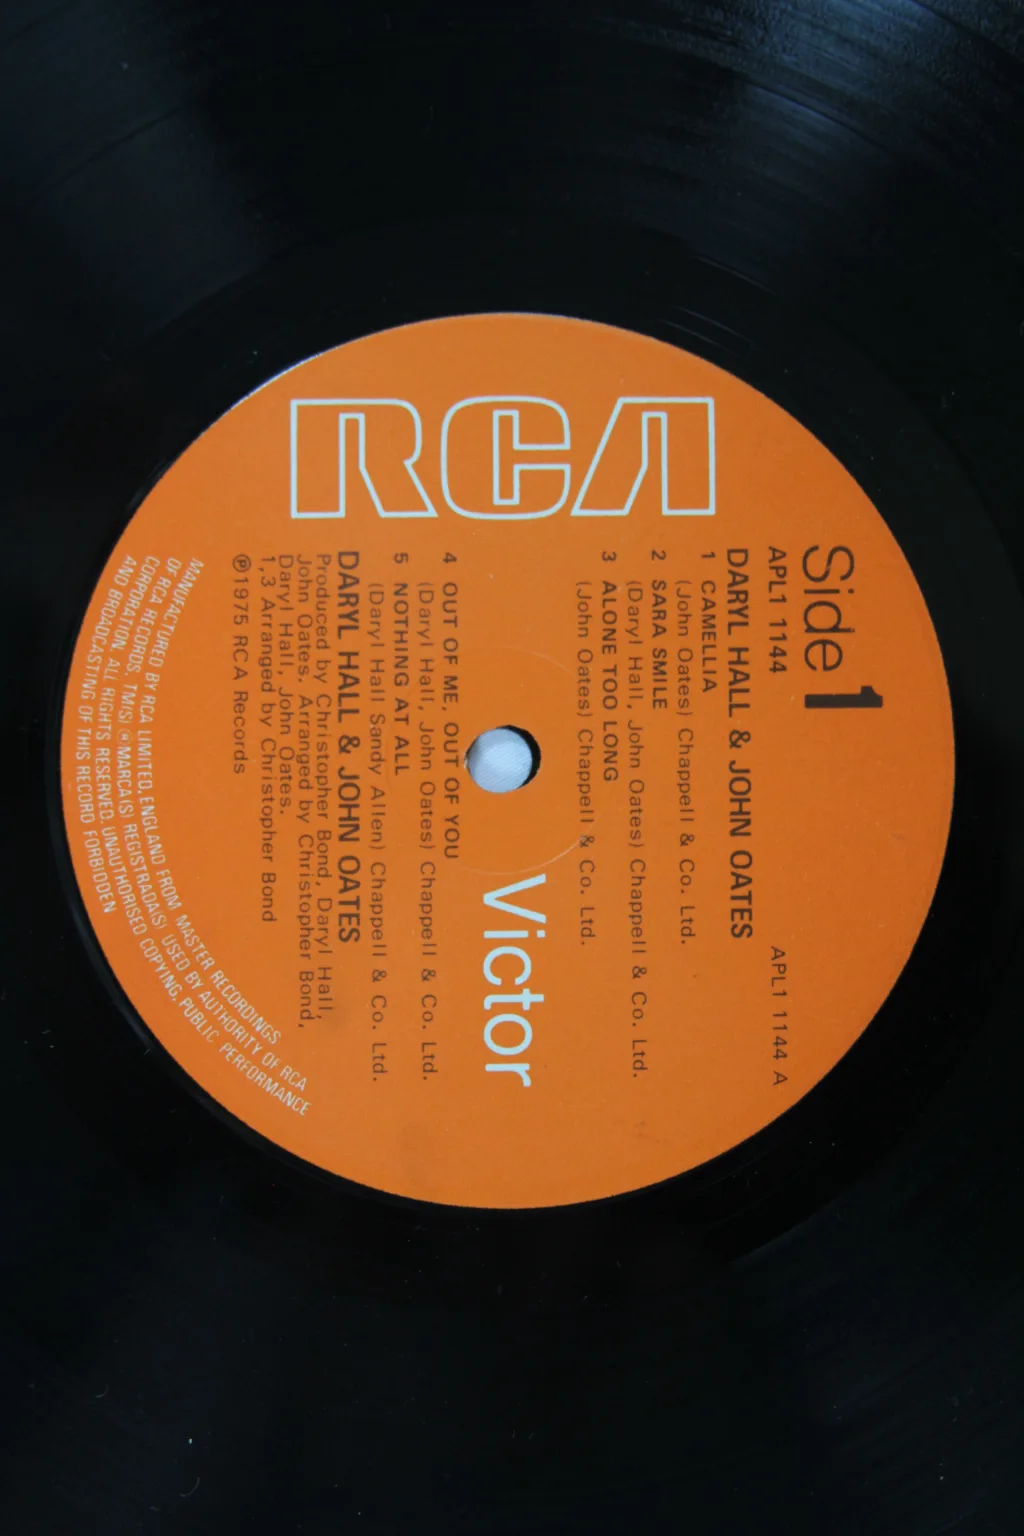 RCA
Side 1
APL1 1144
APL1 1144 A
DARYL HALL & JOHN OATES
1 CAMELLIA
(John Oates) Chappell & Co. Ltd.
2 SARA SMILE
(Daryl Hall, John Oates) Chappell & Co. Ltd.
3 ALONE TOO LONG
(John Oates) Chappell & Co. Ltd.
Victor
4 OUT OF ME, OUT OF YOU
(Daryl Hall, John Oates) Chappell & Co. Ltd.
5 NOTHING AT ALL
(Daryl Hall Sandy Allen) Chappell & Co. Ltd.
DARYL HALL & JOHN OATES
Produced by Christopher Bond, Daryl Hall,
John Oates. Arranged by Christopher Bond,
Daryl Hall, John Oates.
1,3 Arranged by Christopher Bond
℗1975 RCA Records
MANUFACTURED BY RCA LIMITED, ENGLAND FROM MASTER RECORDINGS
OF RCA RECORDS. TM(S) ® MARCA(S) REGISTRADA(S) USED BY AUTHORITY OF RCA
CORPORATION. ALL RIGHTS RESERVED. UNAUTHORISED COPYING, PUBLIC PERFORMANCE
AND BROADCASTING OF THIS RECORD FORBIDDEN